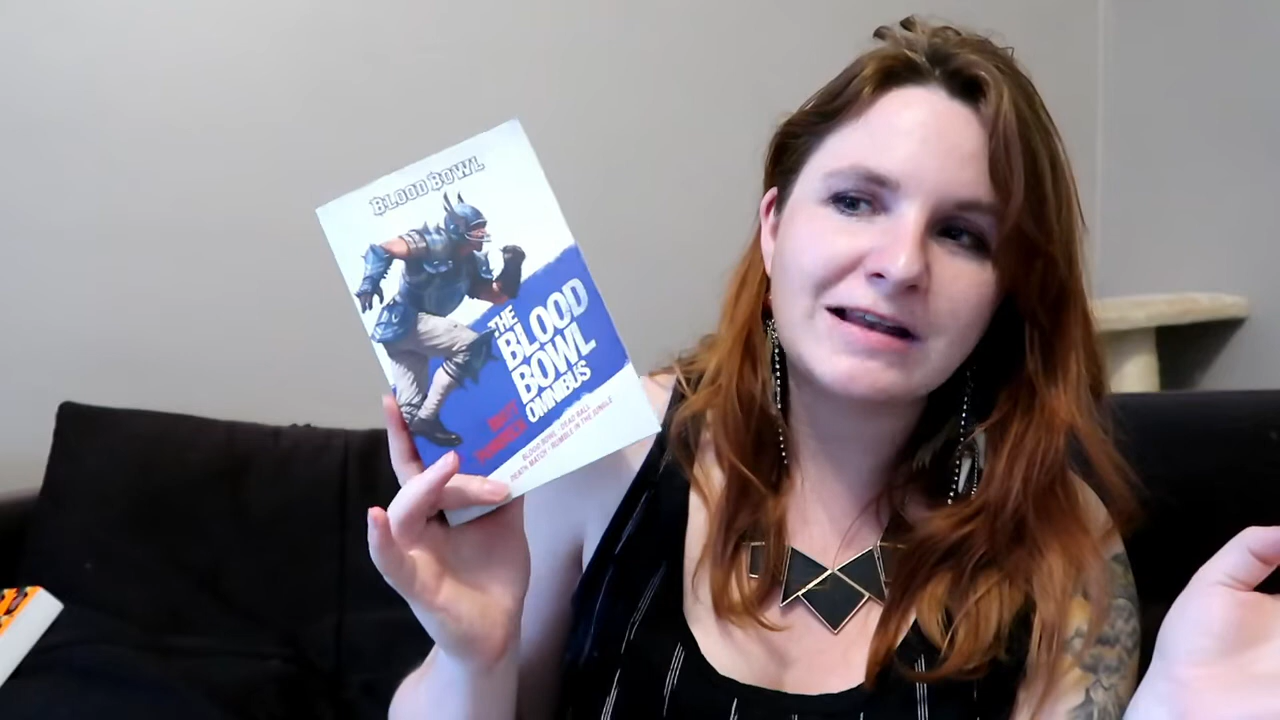 BLOOD BOWL
THE
BLOOD
BOWL
OMNIBUS
MATT
FORBECK
BLOOD BOWL · DEAD BALL
DEATH MATCH · RUMBLE IN THE JUNGLE